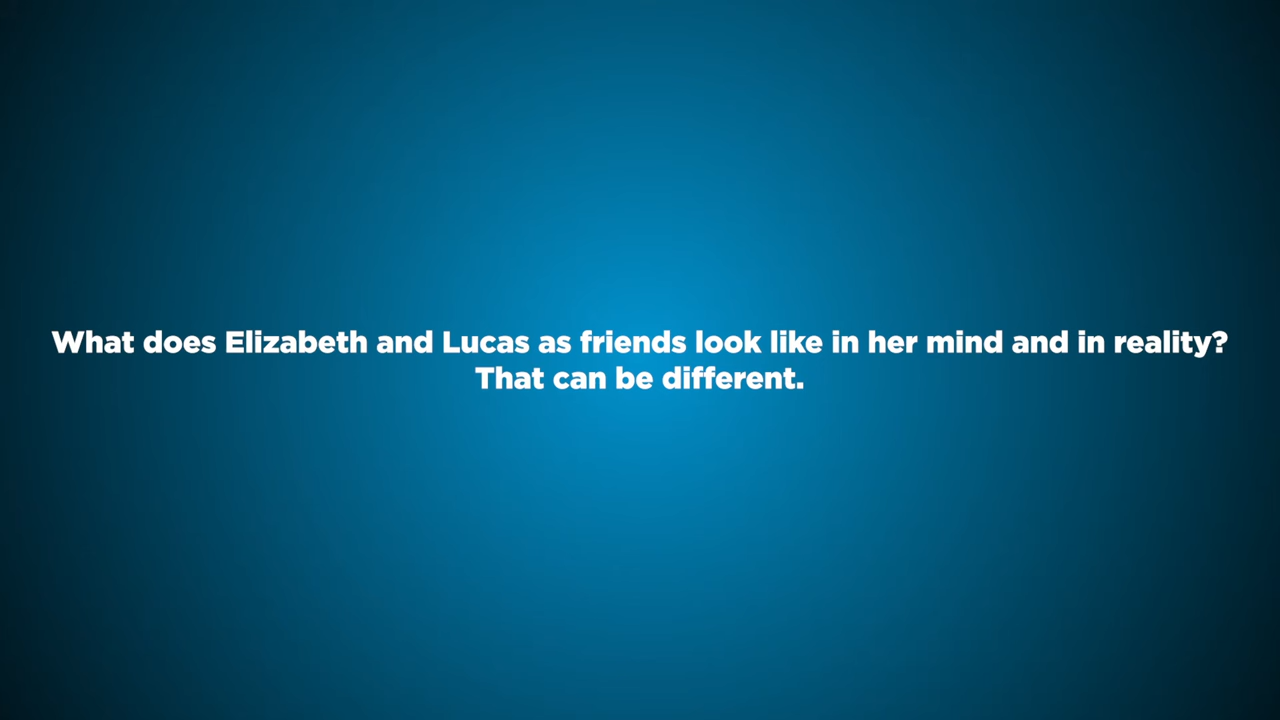 What does Elizabeth and Lucas as friends look like in her mind and in reality?
That can be different.